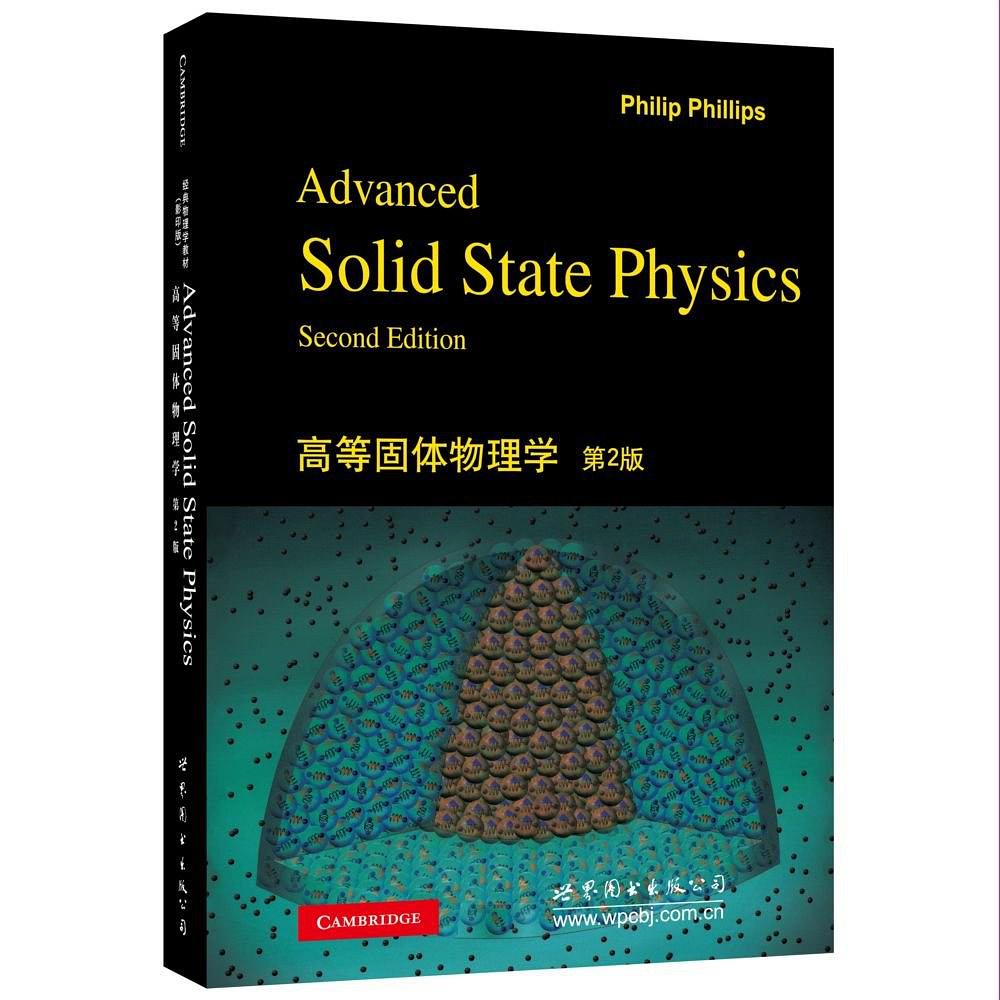 Philip Phillips
Advanced
Solid State Physics
Second Edition
高等固体物理学 第2版
世界图书出版公司
www.wpcbj.com.cn
CAMBRIDGE
CAMBRIDGE
经典物理学教材
(影印版)
Advanced Solid State Physics
高等固体物理学 第2版
世界图书出版公司